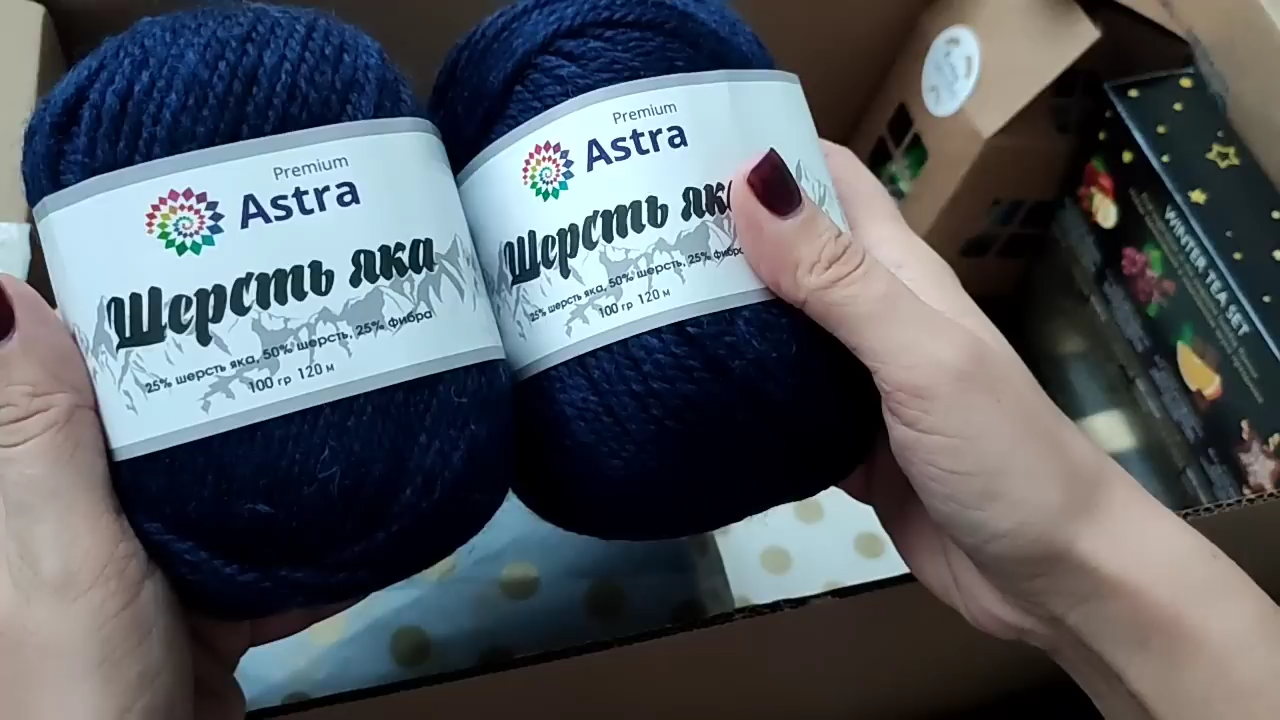 Premium
Astra
Шерсть яка
25% шерсть яка, 50% шерсть, 25% фибра
100 гр 120 м
Premium
Astra
Шерсть як
25% шерсть яка, 50% шерсть, 25% фибра
100 гр 120 м
WINTER TEA SET